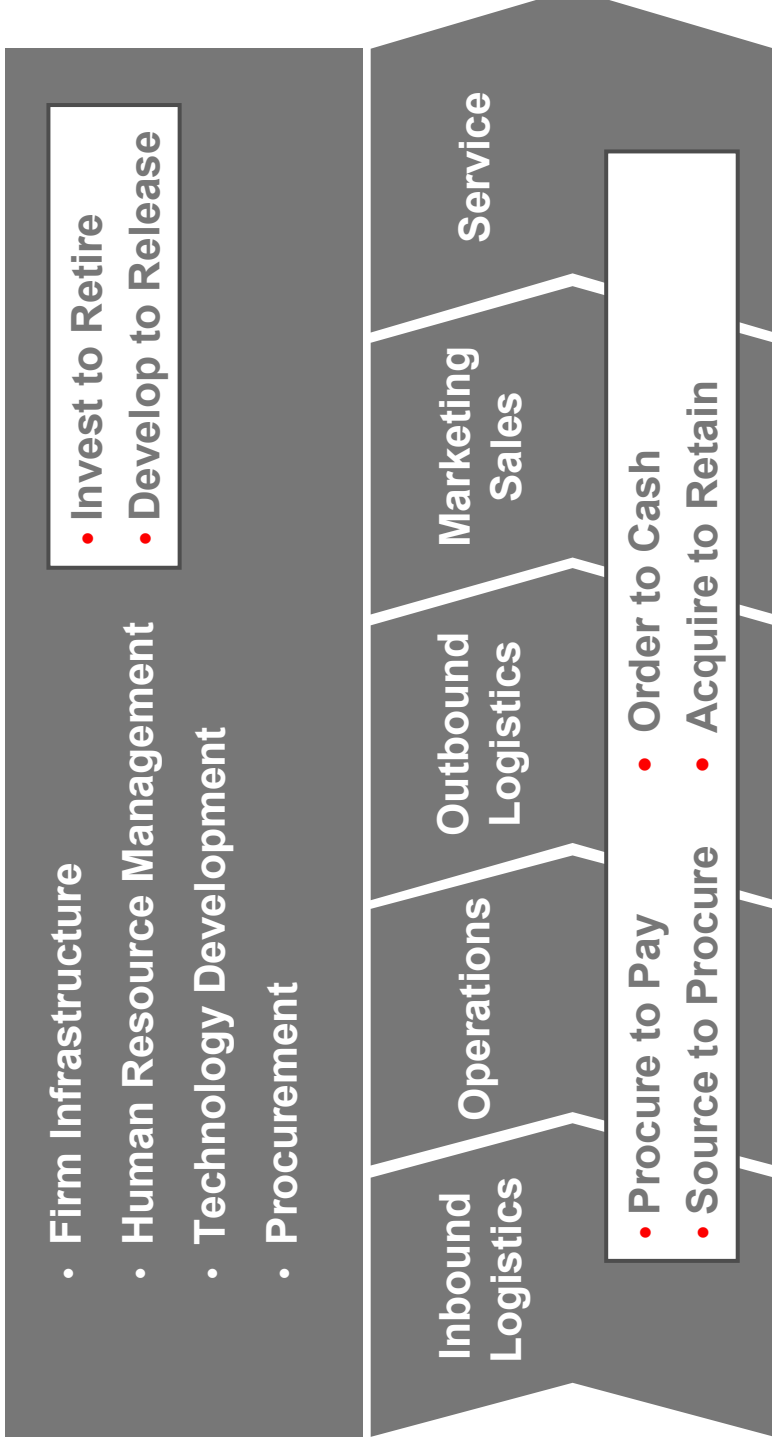 • Firm Infrastructure
• Human Resource Management
• Technology Development
• Procurement
• Invest to Retire
• Develop to Release
Inbound
Logistics
Operations
Outbound
Logistics
Marketing
Sales
Service
• Procure to Pay
• Source to Procure
• Order to Cash
• Acquire to Retain